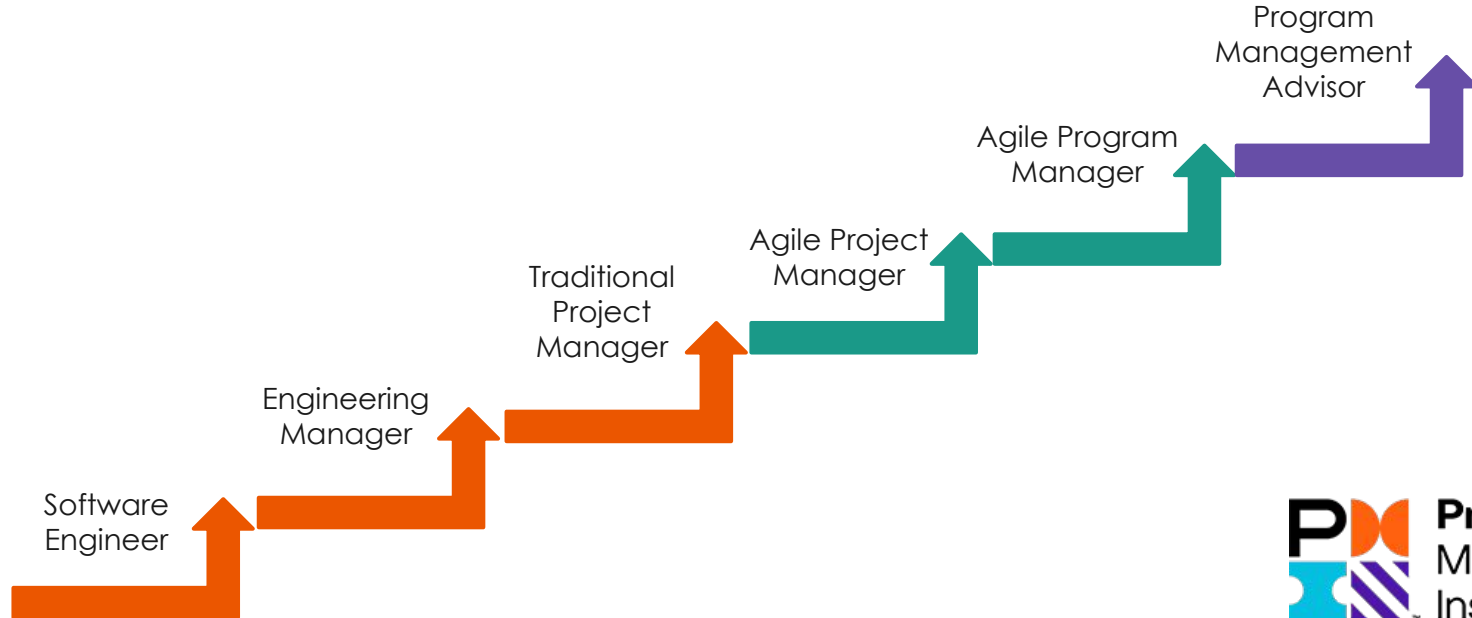 Program
Management
Advisor
Agile Program
Manager
Agile Project
Manager
Traditional
Project
Manager
Engineering
Manager
Software
Engineer